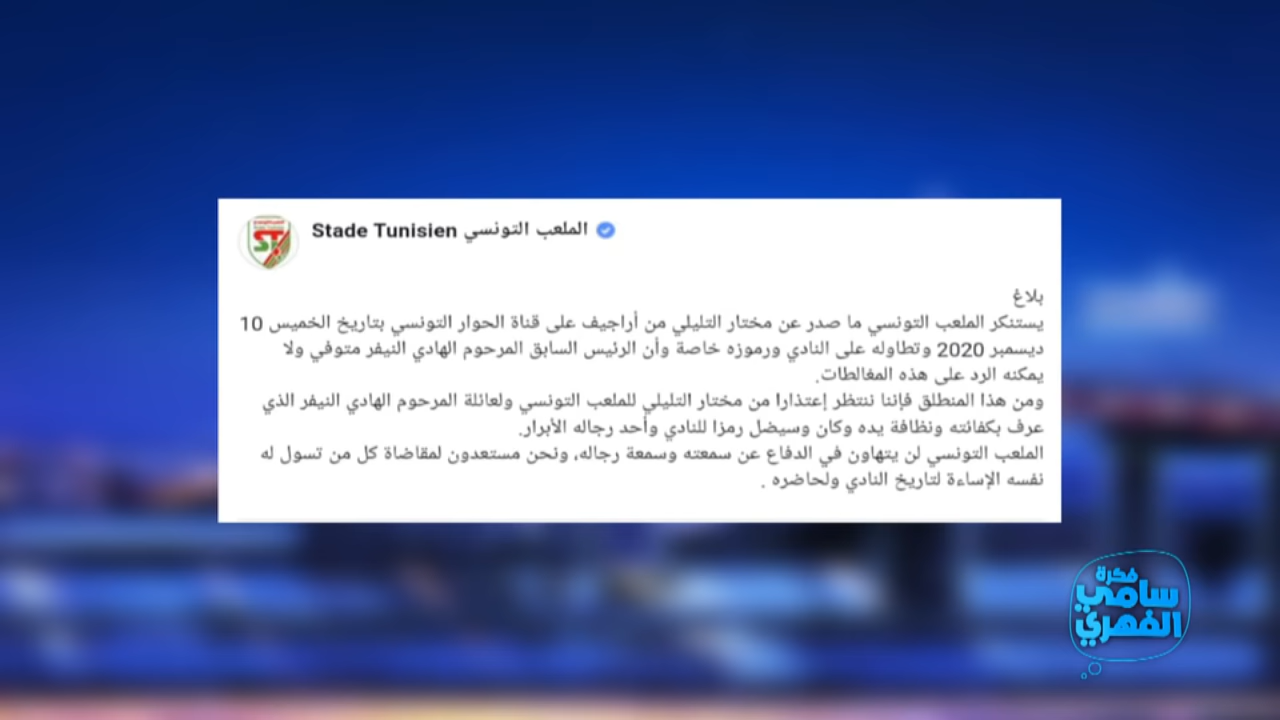 Stade Tunisien الملعب التونسي
بلاغ
يستنكر الملعب التونسي ما صدر عن مختار التليلي من أراجيف على قناة الحوار التونسي بتاريخ الخميس 10
ديسمبر 2020 وتطاوله على النادي ورموزه خاصة وأن الرئيس السابق المرحوم الهادي النيفر متوفي ولا
يمكنه الرد على هذه المغالطات.
ومن هذا المنطلق فإننا ننتظر إعتذارا من مختار التليلي للملعب التونسي ولعائلة المرحوم الهادي النيفر الذي
عرف بكفائته ونظافة يده وكان وسيضل رمزا للنادي وأحد رجاله الأبرار.
الملعب التونسي لن يتهاون في الدفاع عن سمعته وسمعة رجاله، ونحن مستعدون لمقاضاة كل من تسول له
نفسه الإساءة لتاريخ النادي ولحاضره .
فكرة
سامي
الفهري